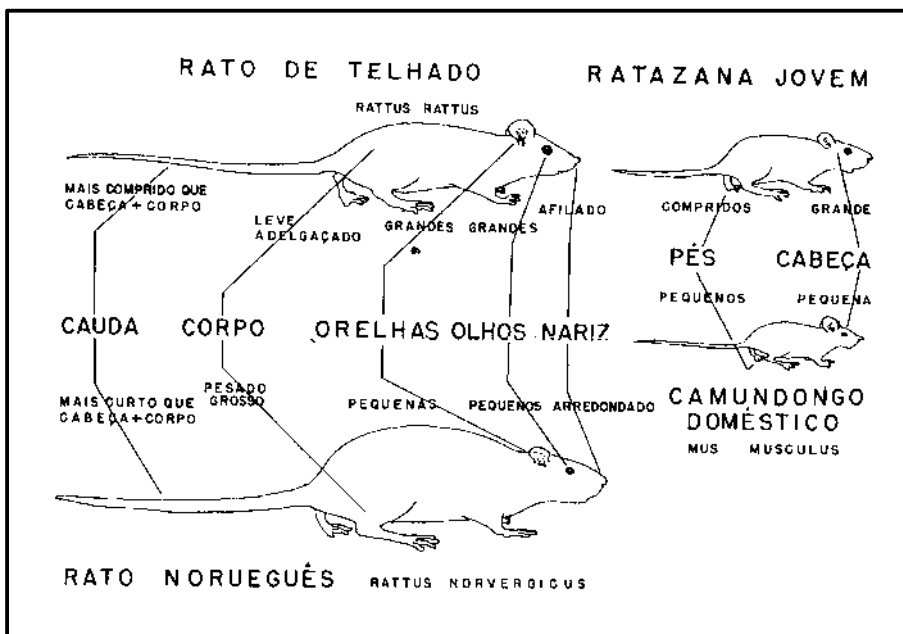 RATO DE TELHADO
RATTUS RATTUS
MAIS COMPRIDO QUE
CABEÇA + CORPO
LEVE
ADELGAÇADO
GRANDES
GRANDES
AFILADO
CAUDA
CORPO
ORELHAS
OLHOS
NARIZ
MAIS CURTO QUE
CABEÇA + CORPO
PESADO
GROSSO
PEQUENAS
PEQUENOS
ARREDONDADO
RATO NORUEGUÊS
RATTUS NORVERGICUS
RATAZANA JOVEM
COMPRIDOS
GRANDE
PÉS
CABEÇA
PEQUENOS
PEQUENA
CAMUNDONGO
DOMÉSTICO
MUS MUSCULUS